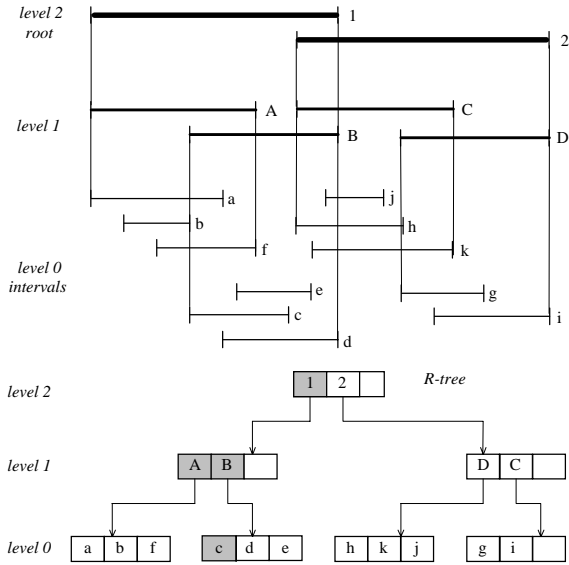 level 2
root
1
2
level 1
A
C
B
D
a
j
b
h
f
k
level 0
intervals
e
g
c
i
d
level 2
1 2
R-tree
level 1
A B
D C
level 0
a b f
c d e
h k j
g i